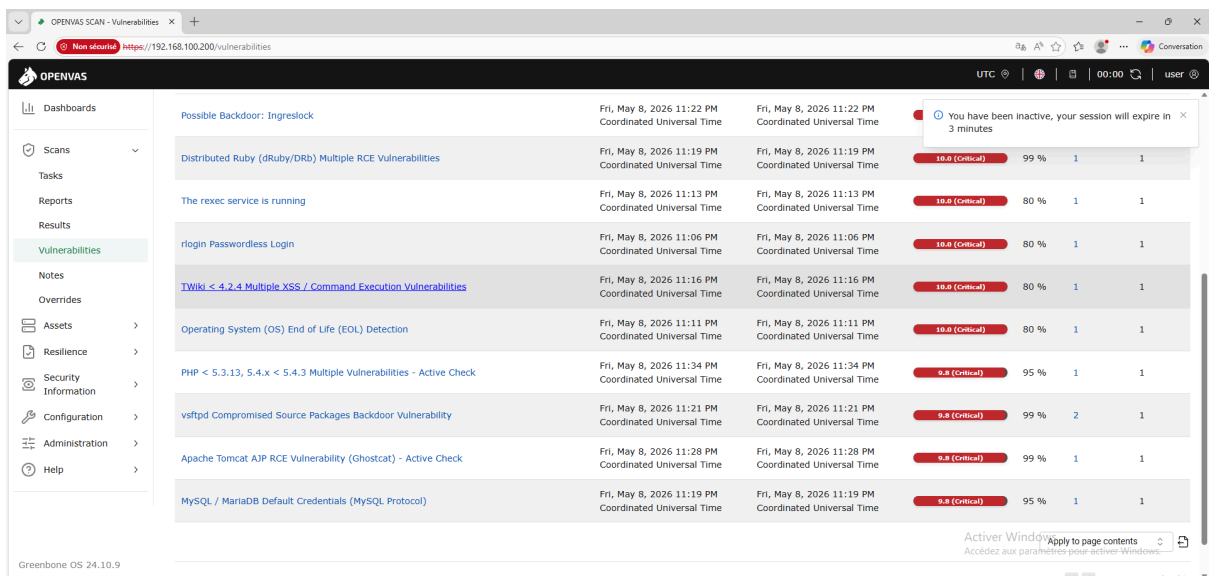 OPENVAS SCAN - Vulnerabilities
Non sécurisé https://192.168.100.200/vulnerabilities
Conversation
OPENVAS
UTC
00:00
user
Dashboards
Scans
Tasks
Reports
Results
Vulnerabilities
Notes
Overrides
Assets
Resilience
Security
Information
Configuration
Administration
Help
Greenbone OS 24.10.9
You have been inactive, your session will expire in
3 minutes
Possible Backdoor: Ingreslock
Fri, May 8, 2026 11:22 PM
Coordinated Universal Time
Fri, May 8, 2026 11:22 PM
Coordinated Universal Time
Distributed Ruby (dRuby/DRb) Multiple RCE Vulnerabilities
Fri, May 8, 2026 11:19 PM
Coordinated Universal Time
Fri, May 8, 2026 11:19 PM
Coordinated Universal Time
10.0 (Critical)
99 %
1
1
The rexec service is running
Fri, May 8, 2026 11:13 PM
Coordinated Universal Time
Fri, May 8, 2026 11:13 PM
Coordinated Universal Time
10.0 (Critical)
80 %
1
1
rlogin Passwordless Login
Fri, May 8, 2026 11:06 PM
Coordinated Universal Time
Fri, May 8, 2026 11:06 PM
Coordinated Universal Time
10.0 (Critical)
80 %
1
1
TWiki < 4.2.4 Multiple XSS / Command Execution Vulnerabilities
Fri, May 8, 2026 11:16 PM
Coordinated Universal Time
Fri, May 8, 2026 11:16 PM
Coordinated Universal Time
10.0 (Critical)
80 %
1
1
Operating System (OS) End of Life (EOL) Detection
Fri, May 8, 2026 11:11 PM
Coordinated Universal Time
Fri, May 8, 2026 11:11 PM
Coordinated Universal Time
10.0 (Critical)
80 %
1
1
PHP < 5.3.13, 5.4.x < 5.4.3 Multiple Vulnerabilities - Active Check
Fri, May 8, 2026 11:34 PM
Coordinated Universal Time
Fri, May 8, 2026 11:34 PM
Coordinated Universal Time
9.8 (Critical)
95 %
1
1
vsftpd Compromised Source Packages Backdoor Vulnerability
Fri, May 8, 2026 11:21 PM
Coordinated Universal Time
Fri, May 8, 2026 11:21 PM
Coordinated Universal Time
9.8 (Critical)
99 %
2
1
Apache Tomcat AJP RCE Vulnerability (Ghostcat) - Active Check
Fri, May 8, 2026 11:28 PM
Coordinated Universal Time
Fri, May 8, 2026 11:28 PM
Coordinated Universal Time
9.8 (Critical)
99 %
1
1
MySQL / MariaDB Default Credentials (MySQL Protocol)
Fri, May 8, 2026 11:19 PM
Coordinated Universal Time
Fri, May 8, 2026 11:19 PM
Coordinated Universal Time
9.8 (Critical)
95 %
1
1
Activer Windows
Apply to page contents
Accédez aux paramètres pour activer Windows.